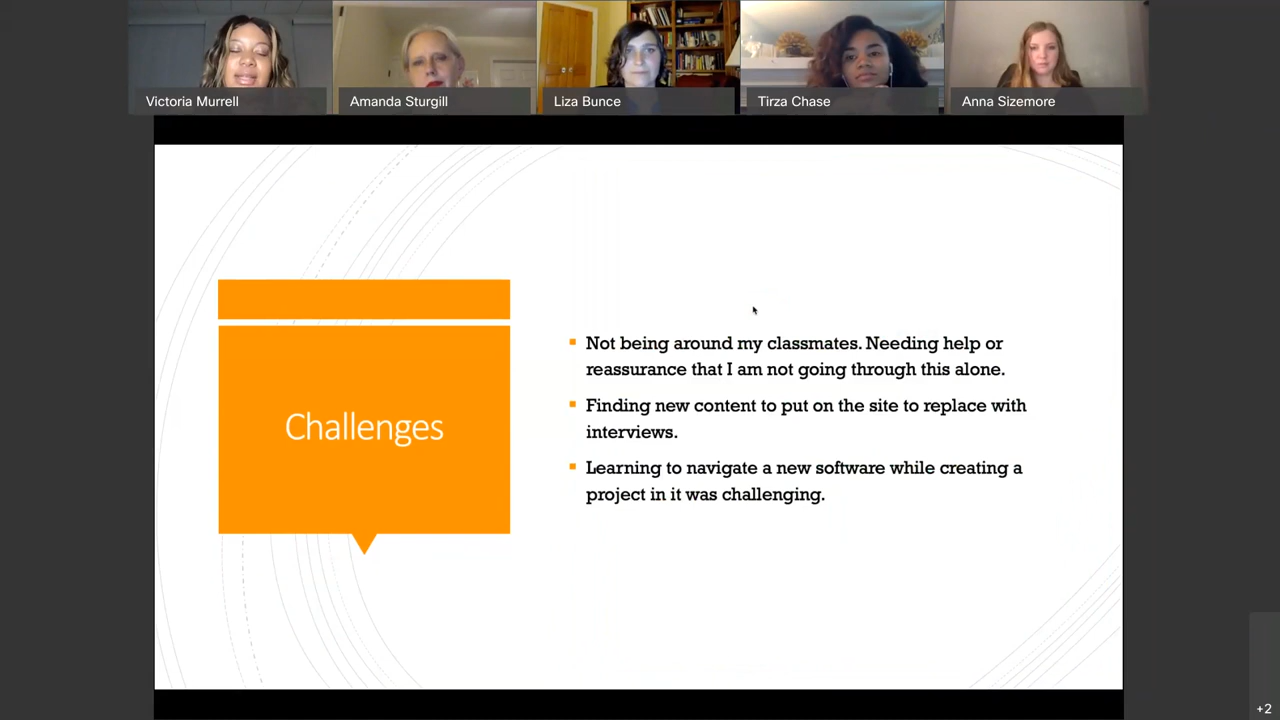 Victoria Murrell
Amanda Sturgill
Liza Bunce
Tirza Chase
Anna Sizemore
Challenges
Not being around my classmates. Needing help or
reassurance that I am not going through this alone.
Finding new content to put on the site to replace with
interviews.
Learning to navigate a new software while creating a
project in it was challenging.
+2